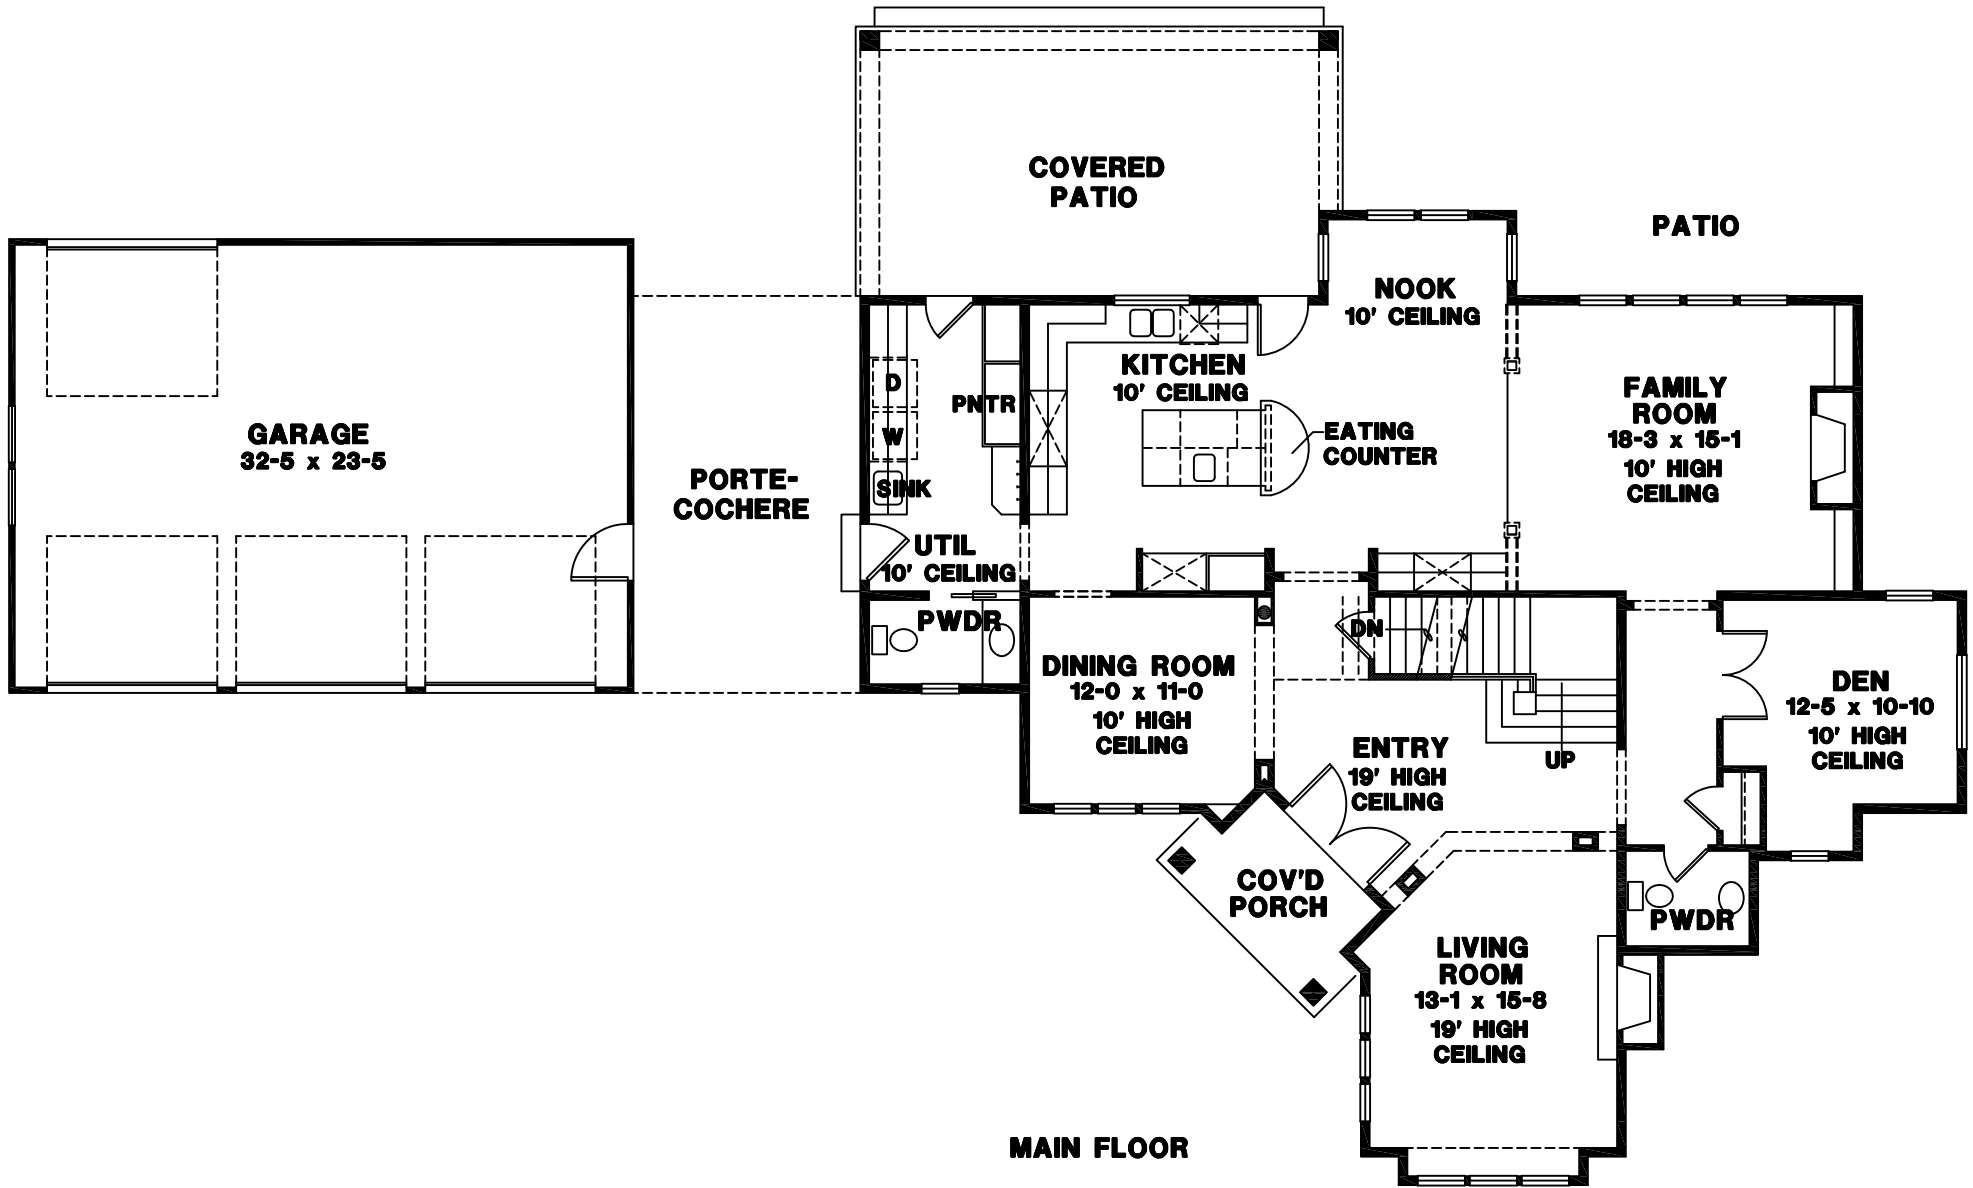 COVERED
PATIO
PATIO
NOOK
10' CEILING
KITCHEN
10' CEILING
D
W
SINK
PNTR
FAMILY
ROOM
18-3 x 15-1
10' HIGH
CEILING
EATING
COUNTER
GARAGE
32-5 x 23-5
PORTE-
COCHERE
UTIL
10' CEILING
PWDR
DINING ROOM
12-0 x 11-0
10' HIGH
CEILING
DN
UP
ENTRY
19' HIGH
CEILING
DEN
12-5 x 10-10
10' HIGH
CEILING
COV'D
PORCH
PWDR
LIVING
ROOM
13-1 x 15-8
19' HIGH
CEILING
MAIN FLOOR